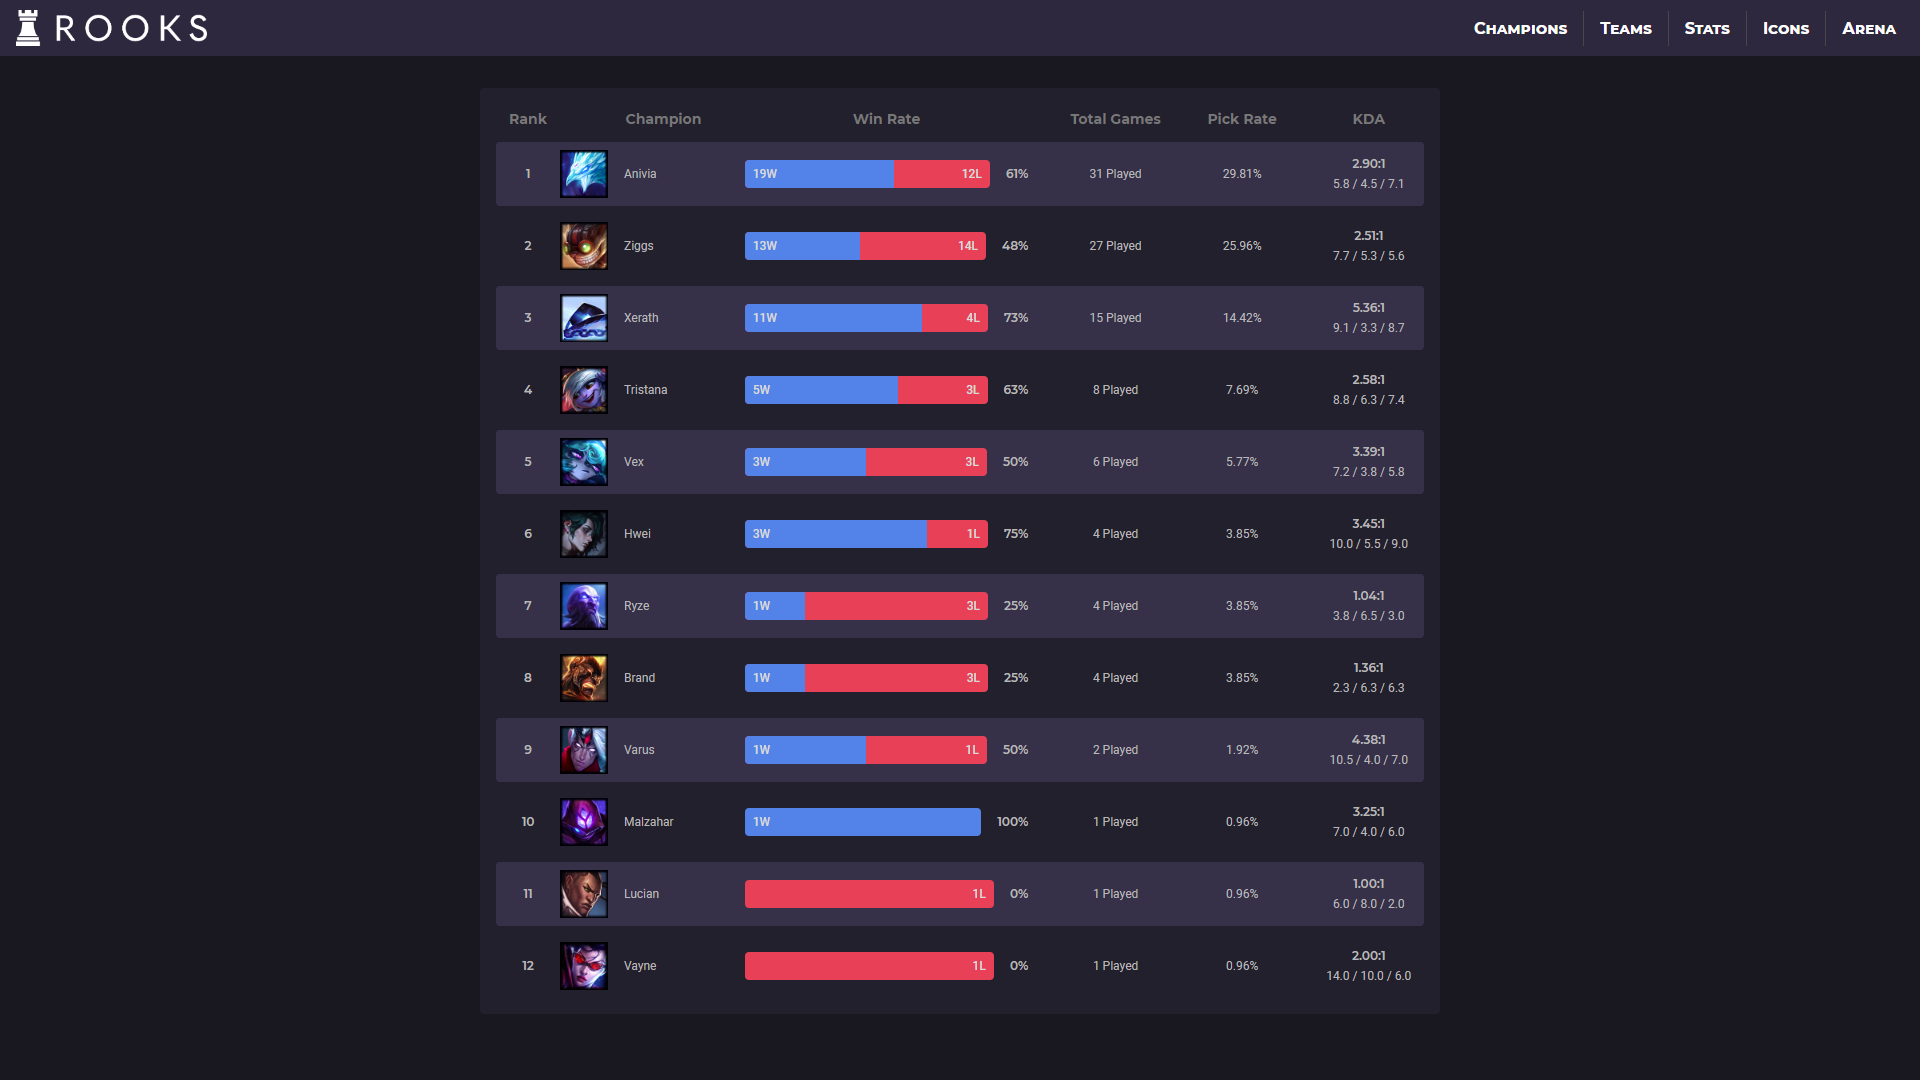 ROOKS
Champions Teams Stats Icons Arena
Rank Champion Win Rate Total Games Pick Rate KDA
1 Anivia 19W 12L 61% 31 Played 29.81% 2.90:1
5.8 / 4.5 / 7.1
2 Ziggs 13W 14L 48% 27 Played 25.96% 2.51:1
7.7 / 5.3 / 5.6
3 Xerath 11W 4L 73% 15 Played 14.42% 5.36:1
9.1 / 3.3 / 8.7
4 Tristana 5W 3L 63% 8 Played 7.69% 2.58:1
8.8 / 6.3 / 7.4
5 Vex 3W 3L 50% 6 Played 5.77% 3.39:1
7.2 / 3.8 / 5.8
6 Hwei 3W 1L 75% 4 Played 3.85% 3.45:1
10.0 / 5.5 / 9.0
7 Ryze 1W 3L 25% 4 Played 3.85% 1.04:1
3.8 / 6.5 / 3.0
8 Brand 1W 3L 25% 4 Played 3.85% 1.36:1
2.3 / 6.3 / 6.3
9 Varus 1W 1L 50% 2 Played 1.92% 4.38:1
10.5 / 4.0 / 7.0
10 Malzahar 1W 100% 1 Played 0.96% 3.25:1
7.0 / 4.0 / 6.0
11 Lucian 1L 0% 1 Played 0.96% 1.00:1
6.0 / 8.0 / 2.0
12 Vayne 1L 0% 1 Played 0.96% 2.00:1
14.0 / 10.0 / 6.0